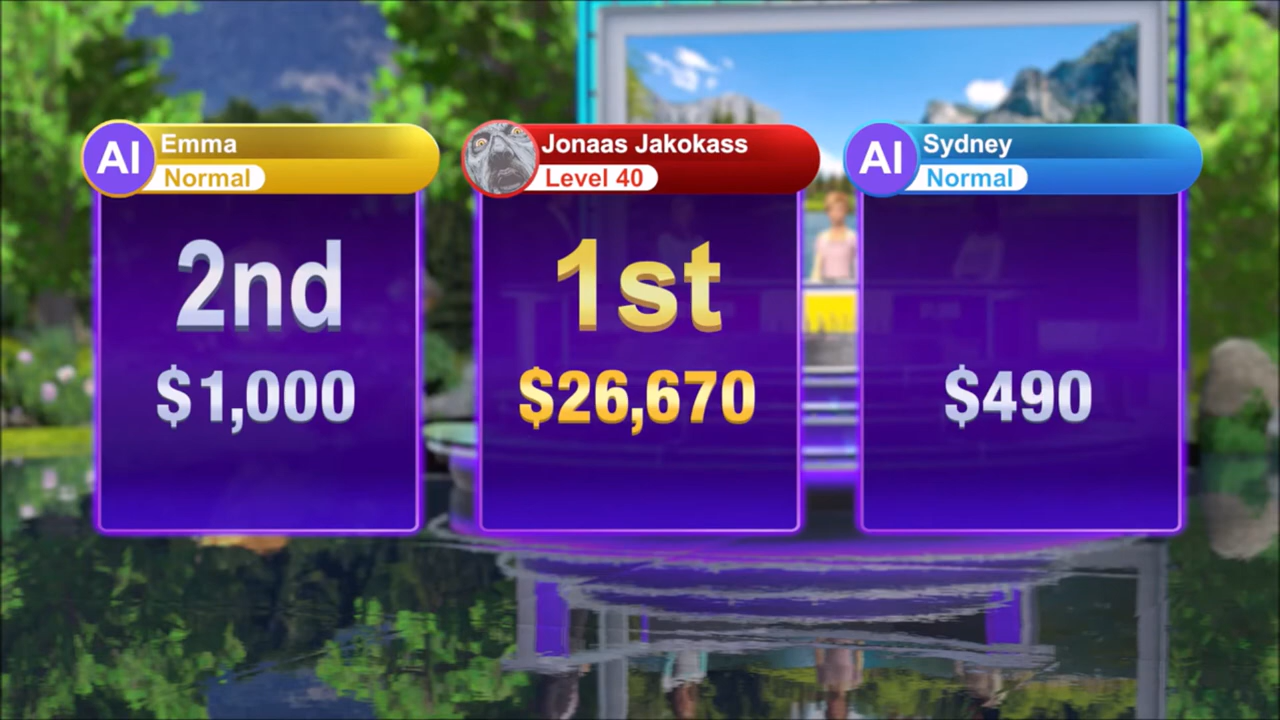 AI
Emma
Normal
2nd
$1,000
Jonaas Jakokass
Level 40
1st
$26,670
AI
Sydney
Normal
$490